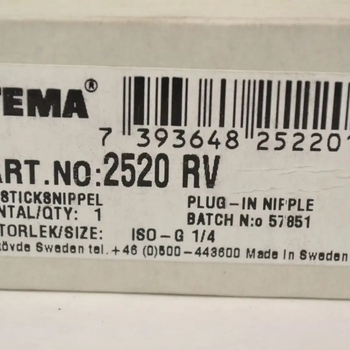 TEMA®
7 393648 252201
ART.NO:2520 RV
STICKSNIPPEL PLUG-IN NIPPLE
NTAL/QTY: 1 BATCH N:o 57851
TORLEK/SIZE: ISO-G 1/4
övde Sweden tel.+46 (0)500-443600 Made in Sweden